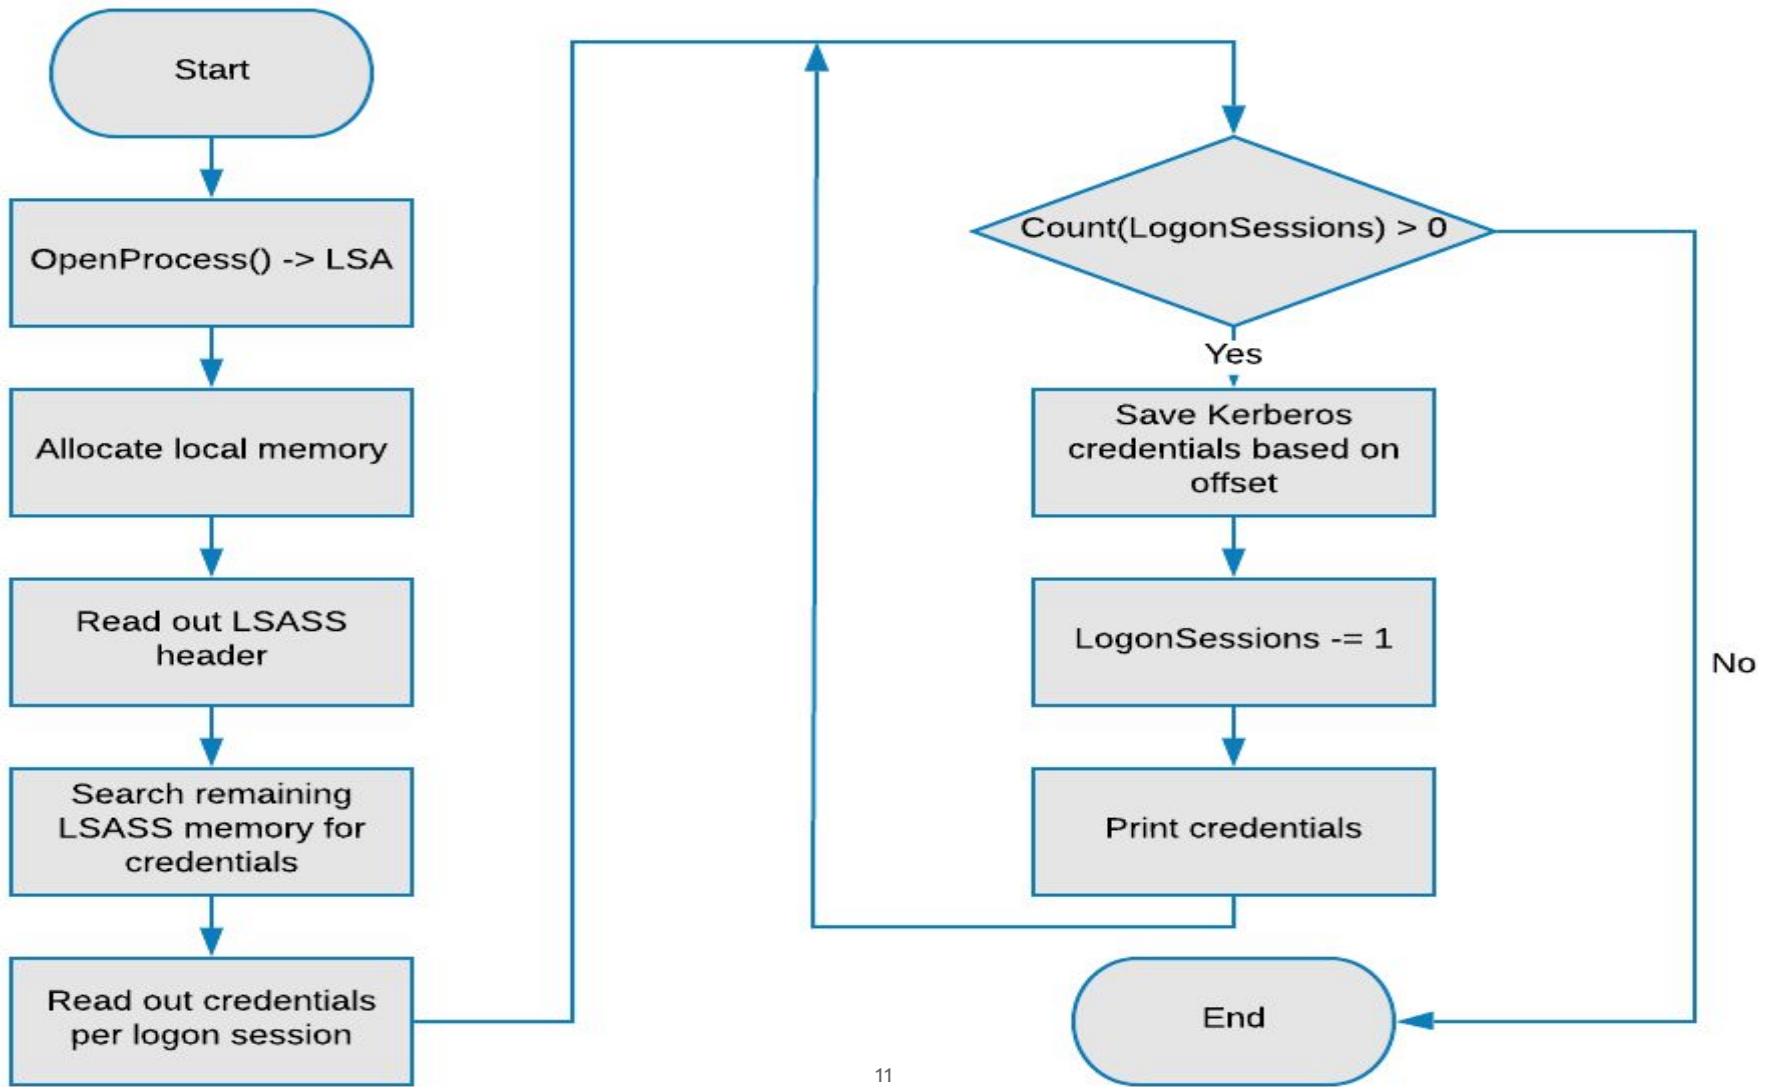 Start
OpenProcess() -> LSA
Allocate local memory
Read out LSASS
header
Search remaining
LSASS memory for
credentials
Read out credentials
per logon session
Count(LogonSessions) > 0
Yes
Save Kerberos
credentials based on
offset
LogonSessions -= 1
Print credentials
No
End
11